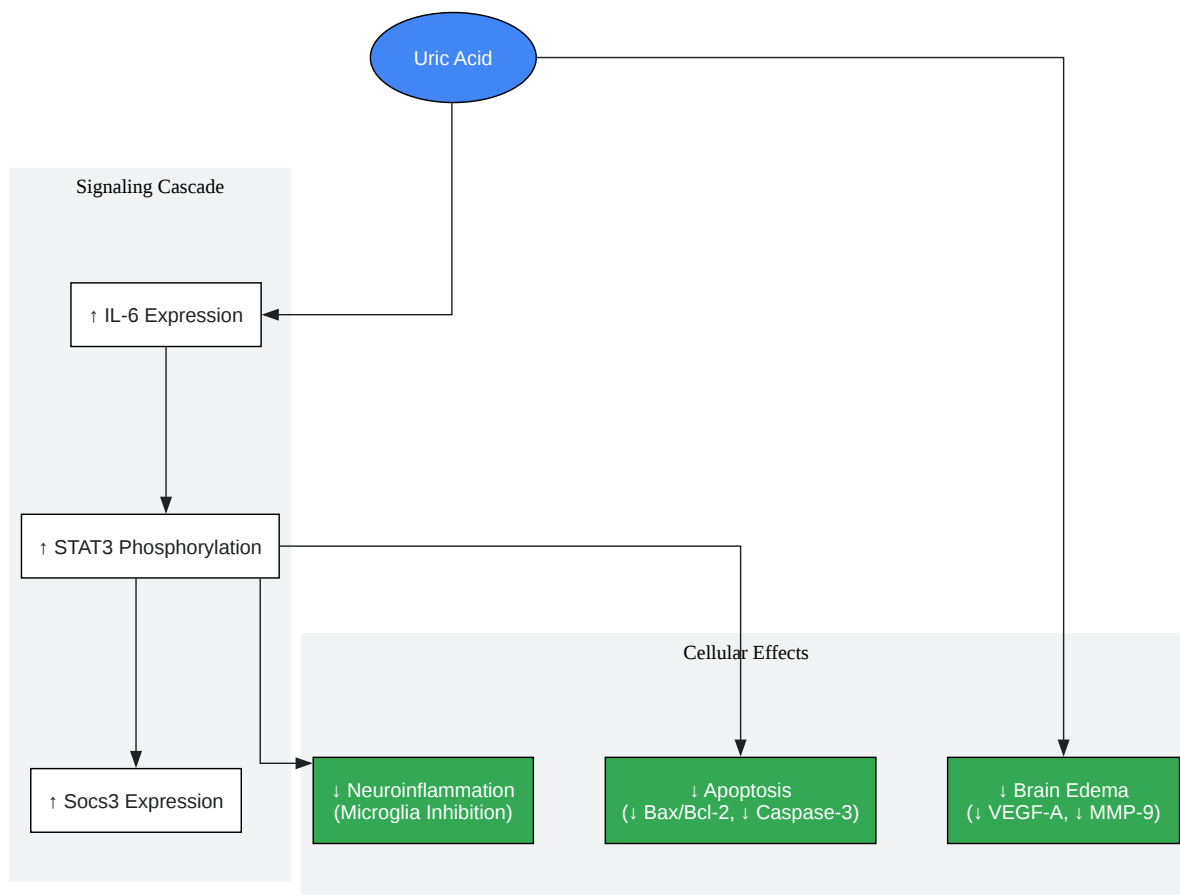 Uric Acid
Signaling Cascade
↑ IL-6 Expression
↑ STAT3 Phosphorylation
Cellular Effects
↑ Socs3 Expression
↓ Neuroinflammation
(Microglia Inhibition)
↓ Apoptosis
(↓ Bax/Bcl-2, ↓ Caspase-3)
↓ Brain Edema
(↓ VEGF-A, ↓ MMP-9)